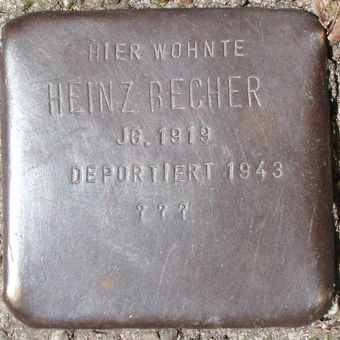 HIER WOHNTE
HEINZ BECHER
JG. 1919
DEPORTIERT 1943
? ? ?